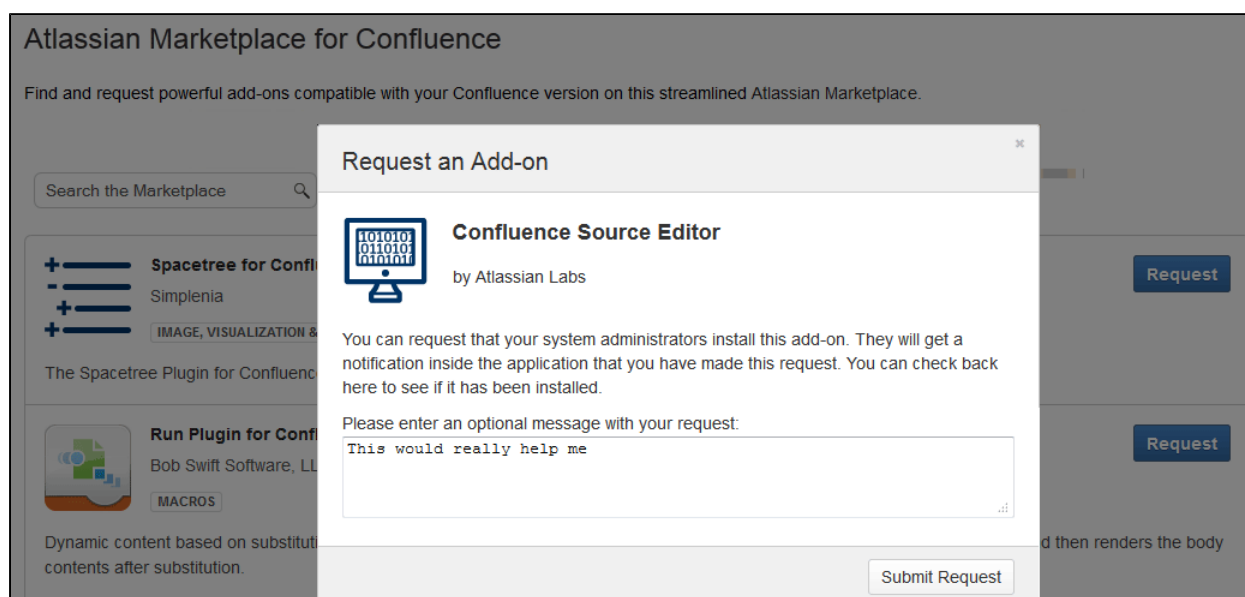 Atlassian Marketplace for Confluence
Find and request powerful add-ons compatible with your Confluence version on this streamlined Atlassian Marketplace.
Search the Marketplace
Request an Add-on
×
1010101
0110101
0101010
Confluence Source Editor
by Atlassian Labs
You can request that your system administrators install this add-on. They will get a
notification inside the application that you have made this request. You can check back
here to see if it has been installed.
Please enter an optional message with your request:
This would really help me
Submit Request
Spacetree for Confl
Simplenia
IMAGE, VISUALIZATION &
Request
The Spacetree Plugin for Confluenc
Run Plugin for Conf
Bob Swift Software, LL
MACROS
Request
Dynamic content based on substituti d then renders the body
contents after substitution.